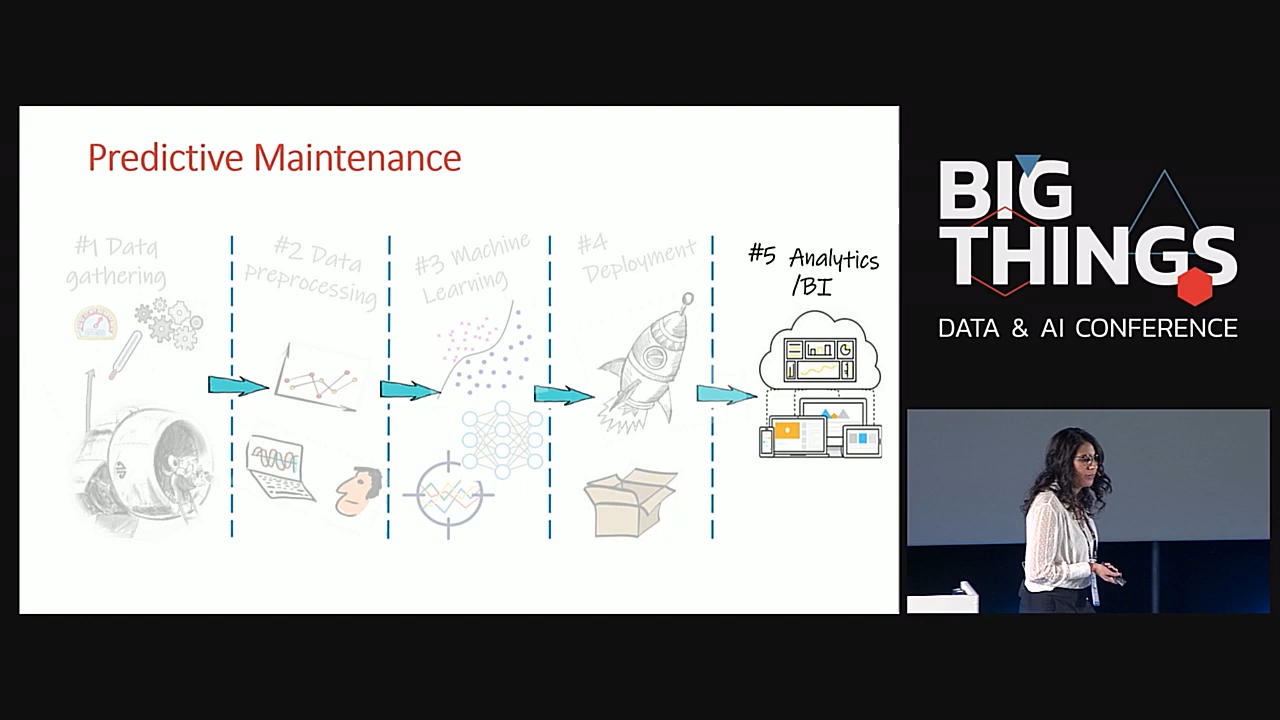 Predictive Maintenance
#1 Data
gathering
#2 Data
preprocessing
#3 Machine
Learning
#4
Deployment
#5 Analytics
/BI
BIG
THINGS
DATA & AI CONFERENCE